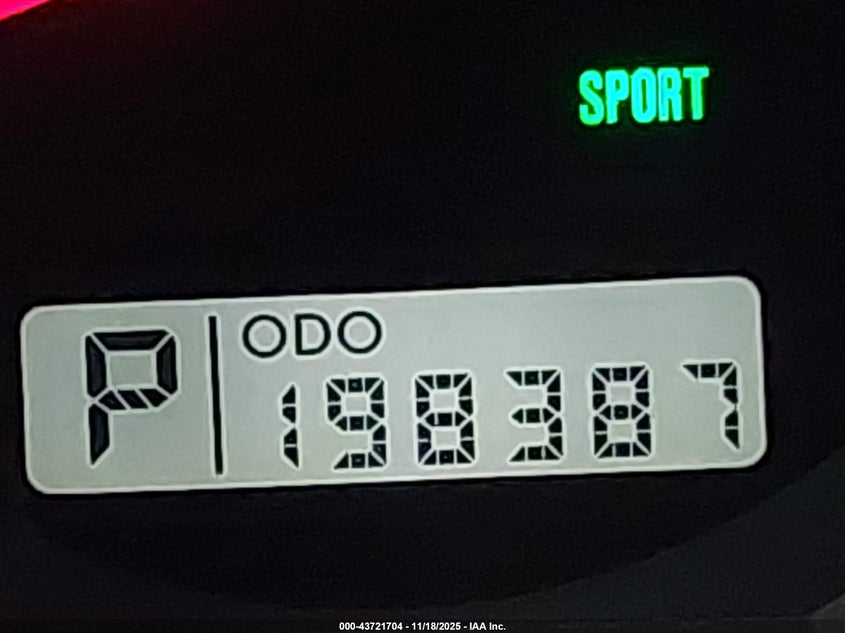 SPORT
ODO
P 198387
000-43721704 - 11/18/2025 - IAA Inc.